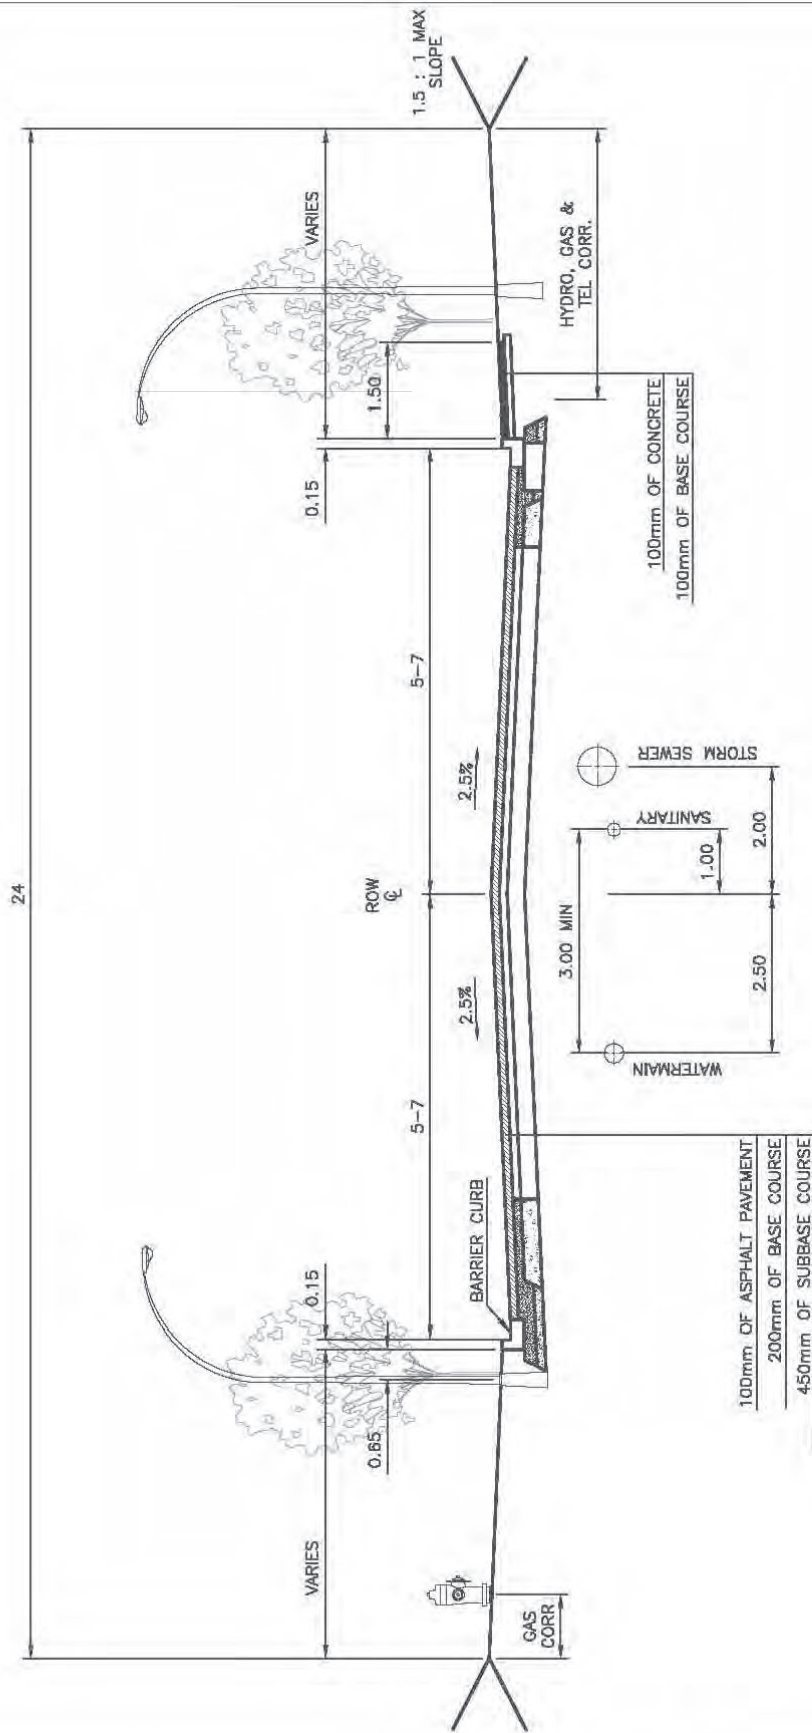 24
VARIES
VARIES
1.5 : 1 MAX
SLOPE
0.15
0.15
0.65
1.50
5-7
5-7
ROW
℄
2.5%
2.5%
BARRIER CURB
GAS
CORR
HYDRO, GAS &
TEL CORR.
3.00 MIN
WATERMAIN
SANITARY
STORM SEWER
1.00
2.50
2.00
100mm OF CONCRETE
100mm OF BASE COURSE
100mm OF ASPHALT PAVEMENT
200mm OF BASE COURSE
450mm OF SUBBASE COURSE